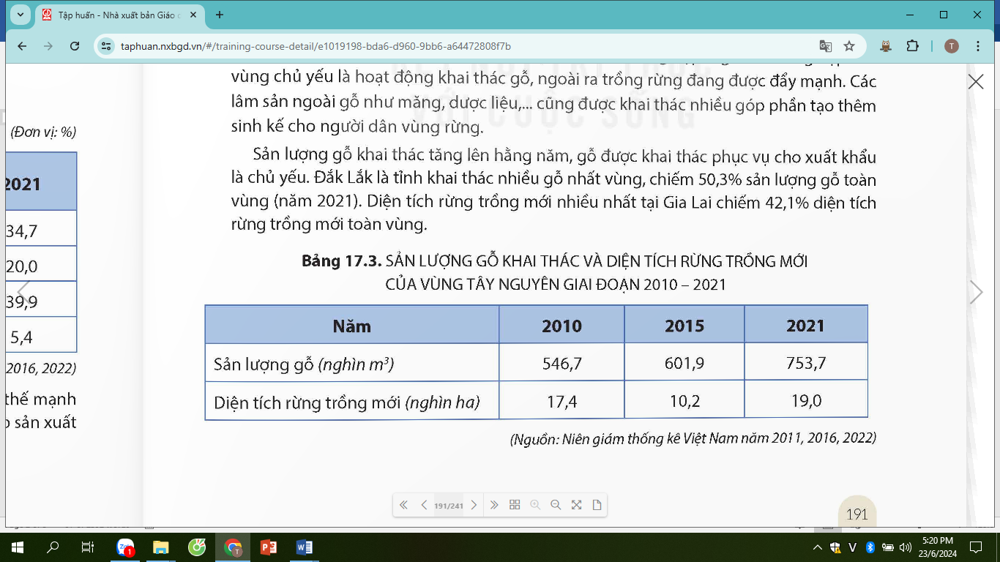 Tập huấn - Nhà xuất bản Giáo
taphuan.nxbgd.vn/#/training-course-detail/e1019198-bda6-d960-9bb6-a64472808f7b
T
(Đơn vị: %)
2021
34,7
20,0
39,9
5,4
2016, 2022)
thế mạnh
sản xuất
vùng chủ yếu là hoạt động khai thác gỗ, ngoài ra trồng rừng đang được đẩy mạnh. Các
lâm sản ngoài gỗ như măng, dược liệu,... cũng được khai thác nhiều góp phần tạo thêm
sinh kế cho người dân vùng rừng.
VỚI CUỘC SỐNG
Sản lượng gỗ khai thác tăng lên hằng năm, gỗ được khai thác phục vụ cho xuất khẩu
là chủ yếu. Đắk Lắk là tỉnh khai thác nhiều gỗ nhất vùng, chiếm 50,3% sản lượng gỗ toàn
vùng (năm 2021). Diện tích rừng trồng mới nhiều nhất tại Gia Lai chiếm 42,1% diện tích
rừng trồng mới toàn vùng.
Bảng 17.3. SẢN LƯỢNG GỖ KHAI THÁC VÀ DIỆN TÍCH RỪNG TRỒNG MỚI
CỦA VÙNG TÂY NGUYÊN GIAI ĐOẠN 2010 – 2021
Năm 2010 2015 2021
Sản lượng gỗ (nghìn m³) 546,7 601,9 753,7
Diện tích rừng trồng mới (nghìn ha) 17,4 10,2 19,0
(Nguồn: Niên giám thống kê Việt Nam năm 2011, 2016, 2022)
191/241
191
Zalo
1
T
V
5:20 PM
23/6/2024